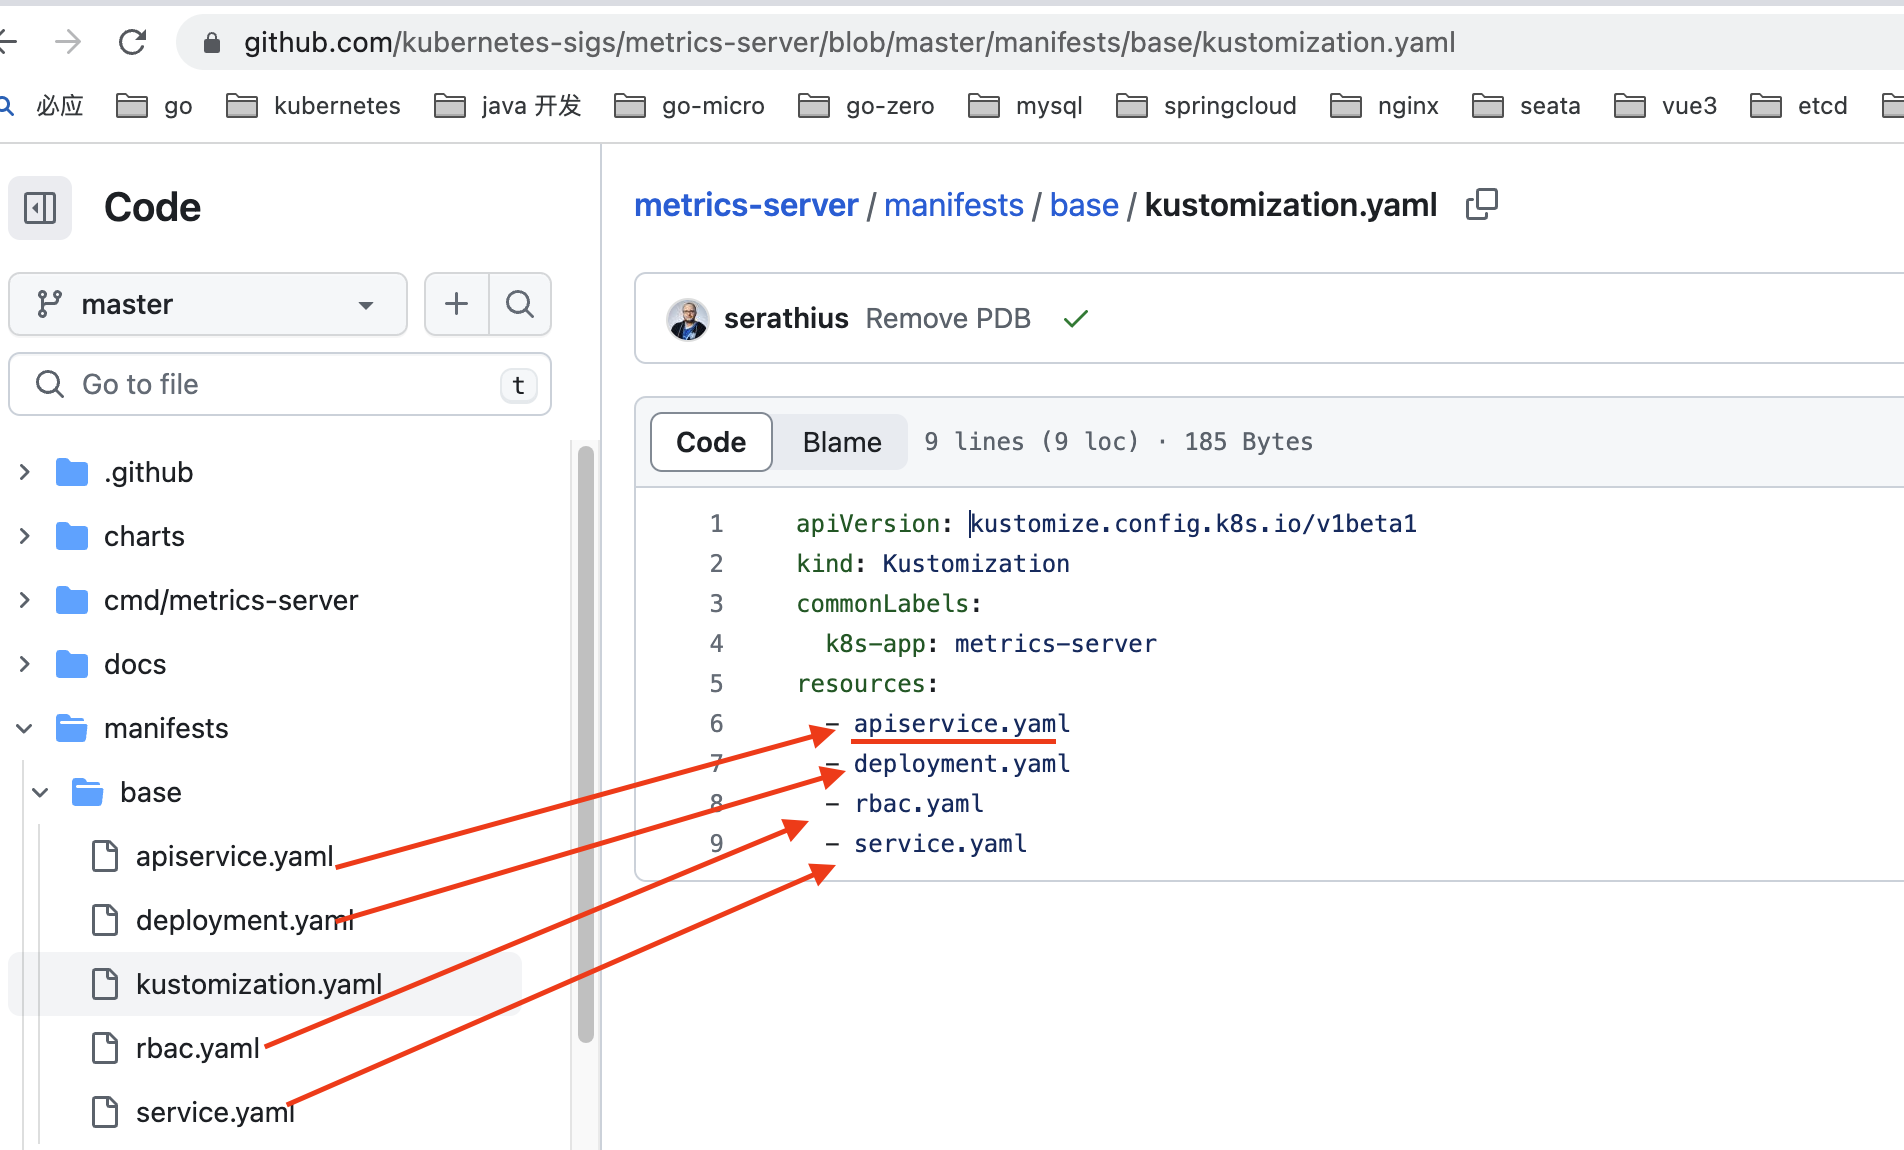 github.com/kubernetes-sigs/metrics-server/blob/master/manifests/base/kustomization.yaml
必应 go kubernetes java 开发 go-micro go-zero mysql springcloud nginx seata vue3 etcd
Code
metrics-server / manifests / base / kustomization.yaml
master
serathius Remove PDB
Go to file t
Code Blame 9 lines (9 loc) · 185 Bytes
.github
charts
cmd/metrics-server
docs
manifests
base
apiservice.yaml
deployment.yaml
kustomization.yaml
rbac.yaml
service.yaml
1 apiVersion: kustomize.config.k8s.io/v1beta1
2 kind: Kustomization
3 commonLabels:
4 k8s-app: metrics-server
5 resources:
6 - apiservice.yaml
7 - deployment.yaml
8 - rbac.yaml
9 - service.yaml